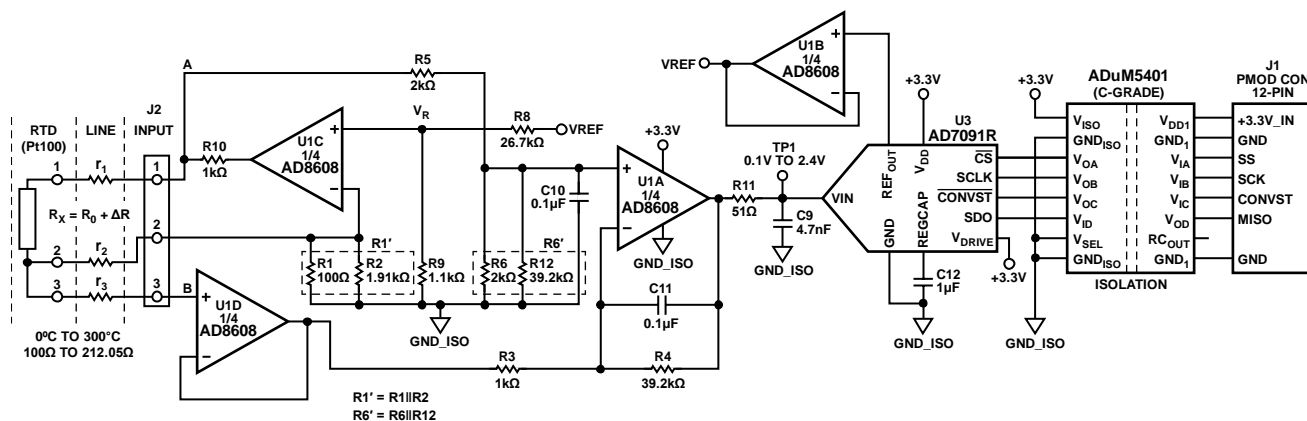 A
R5
2kΩ
J2
INPUT
RTD
(Pt100)
LINE
1
r1
1
RX = R0 + ΔR
2
r2
2
3
r3
3
B
0ºC TO 300°C
100Ω TO 212.05Ω
R10
1kΩ
U1C
1/4
AD8608
+
−
VR
R8
26.7kΩ
VREF
R1′
R1
100Ω
R2
1.91kΩ
R9
1.1kΩ
R6′
R6
2kΩ
R12
39.2kΩ
C10
0.1µF
GND_ISO
+
−
U1D
1/4
AD8608
R3
1kΩ
R4
39.2kΩ
C11
0.1µF
R1′ = R1llR2
R6′ = R6llR12
+3.3V
+
−
U1A
1/4
AD8608
GND_ISO
R11
51Ω
TP1
0.1V TO 2.4V
C9
4.7nF
GND_ISO
VREF
U1B
1/4
AD8608
+
−
+3.3V
U3
AD7091R
VIN
REFOUT
VDD
CS
SCLK
CONVST
SDO
VDRIVE
GND
REGCAP
+3.3V
C12
1µF
GND_ISO
+3.3V
ADuM5401
(C-GRADE)
VISO
GNDISO
VOA
VOB
VOC
VID
VSEL
GNDISO
VDD1
GND1
VIA
VIB
VIC
VOD
RCOUT
GND1
ISOLATION
GND_ISO
J1
PMOD CON
12-PIN
+3.3V_IN
GND
SS
SCK
CONVST
MISO
GND